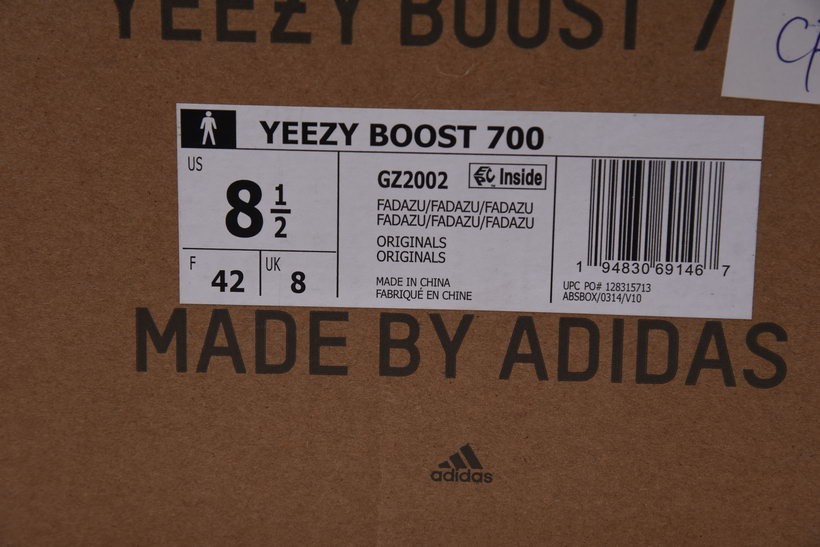 YEEZY BOOST 7
YEEZY BOOST 700
US
8 1/2
F 42
UK 8
GZ2002
Inside
FADAZU/FADAZU/FADAZU
FADAZU/FADAZU/FADAZU
ORIGINALS
ORIGINALS
MADE IN CHINA
FABRIQUÉ EN CHINE
1 94830 69146 7
UPC PO# 128315713
ABSBOX/0314/V10
MADE BY ADIDAS
adidas